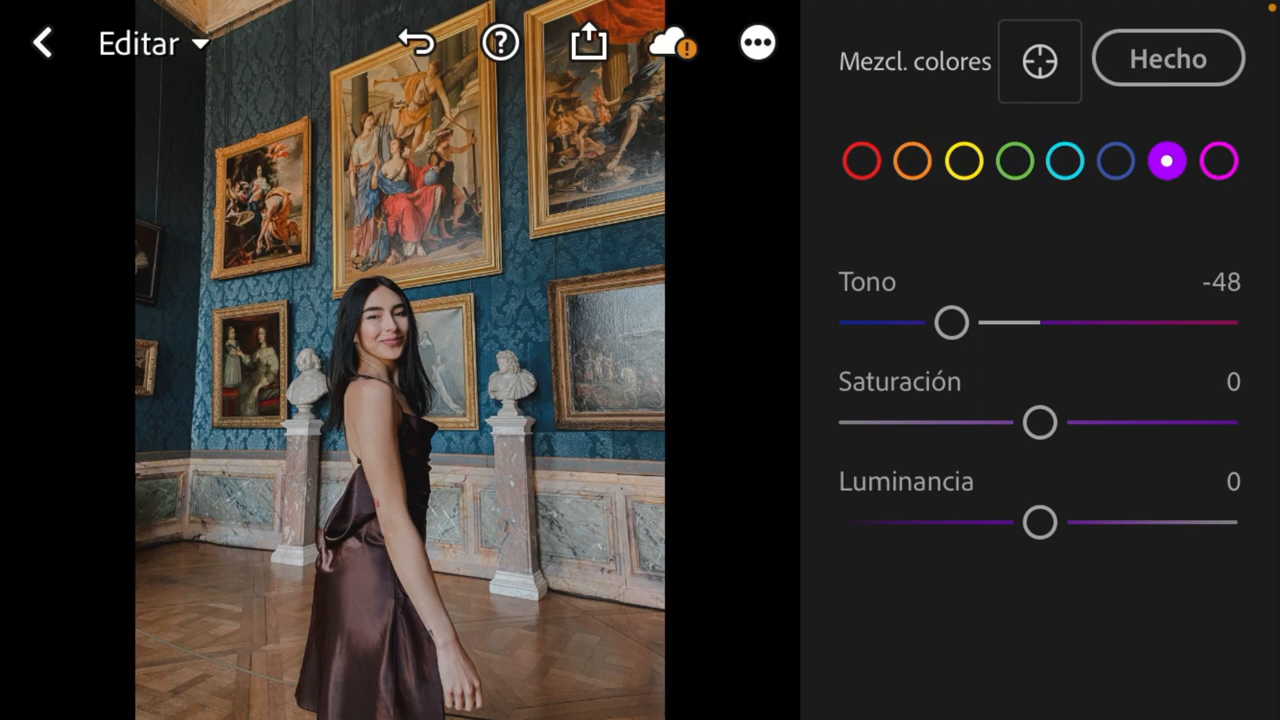 Editar
Mezcl. colores
Hecho
Tono -48
Saturación 0
Luminancia 0